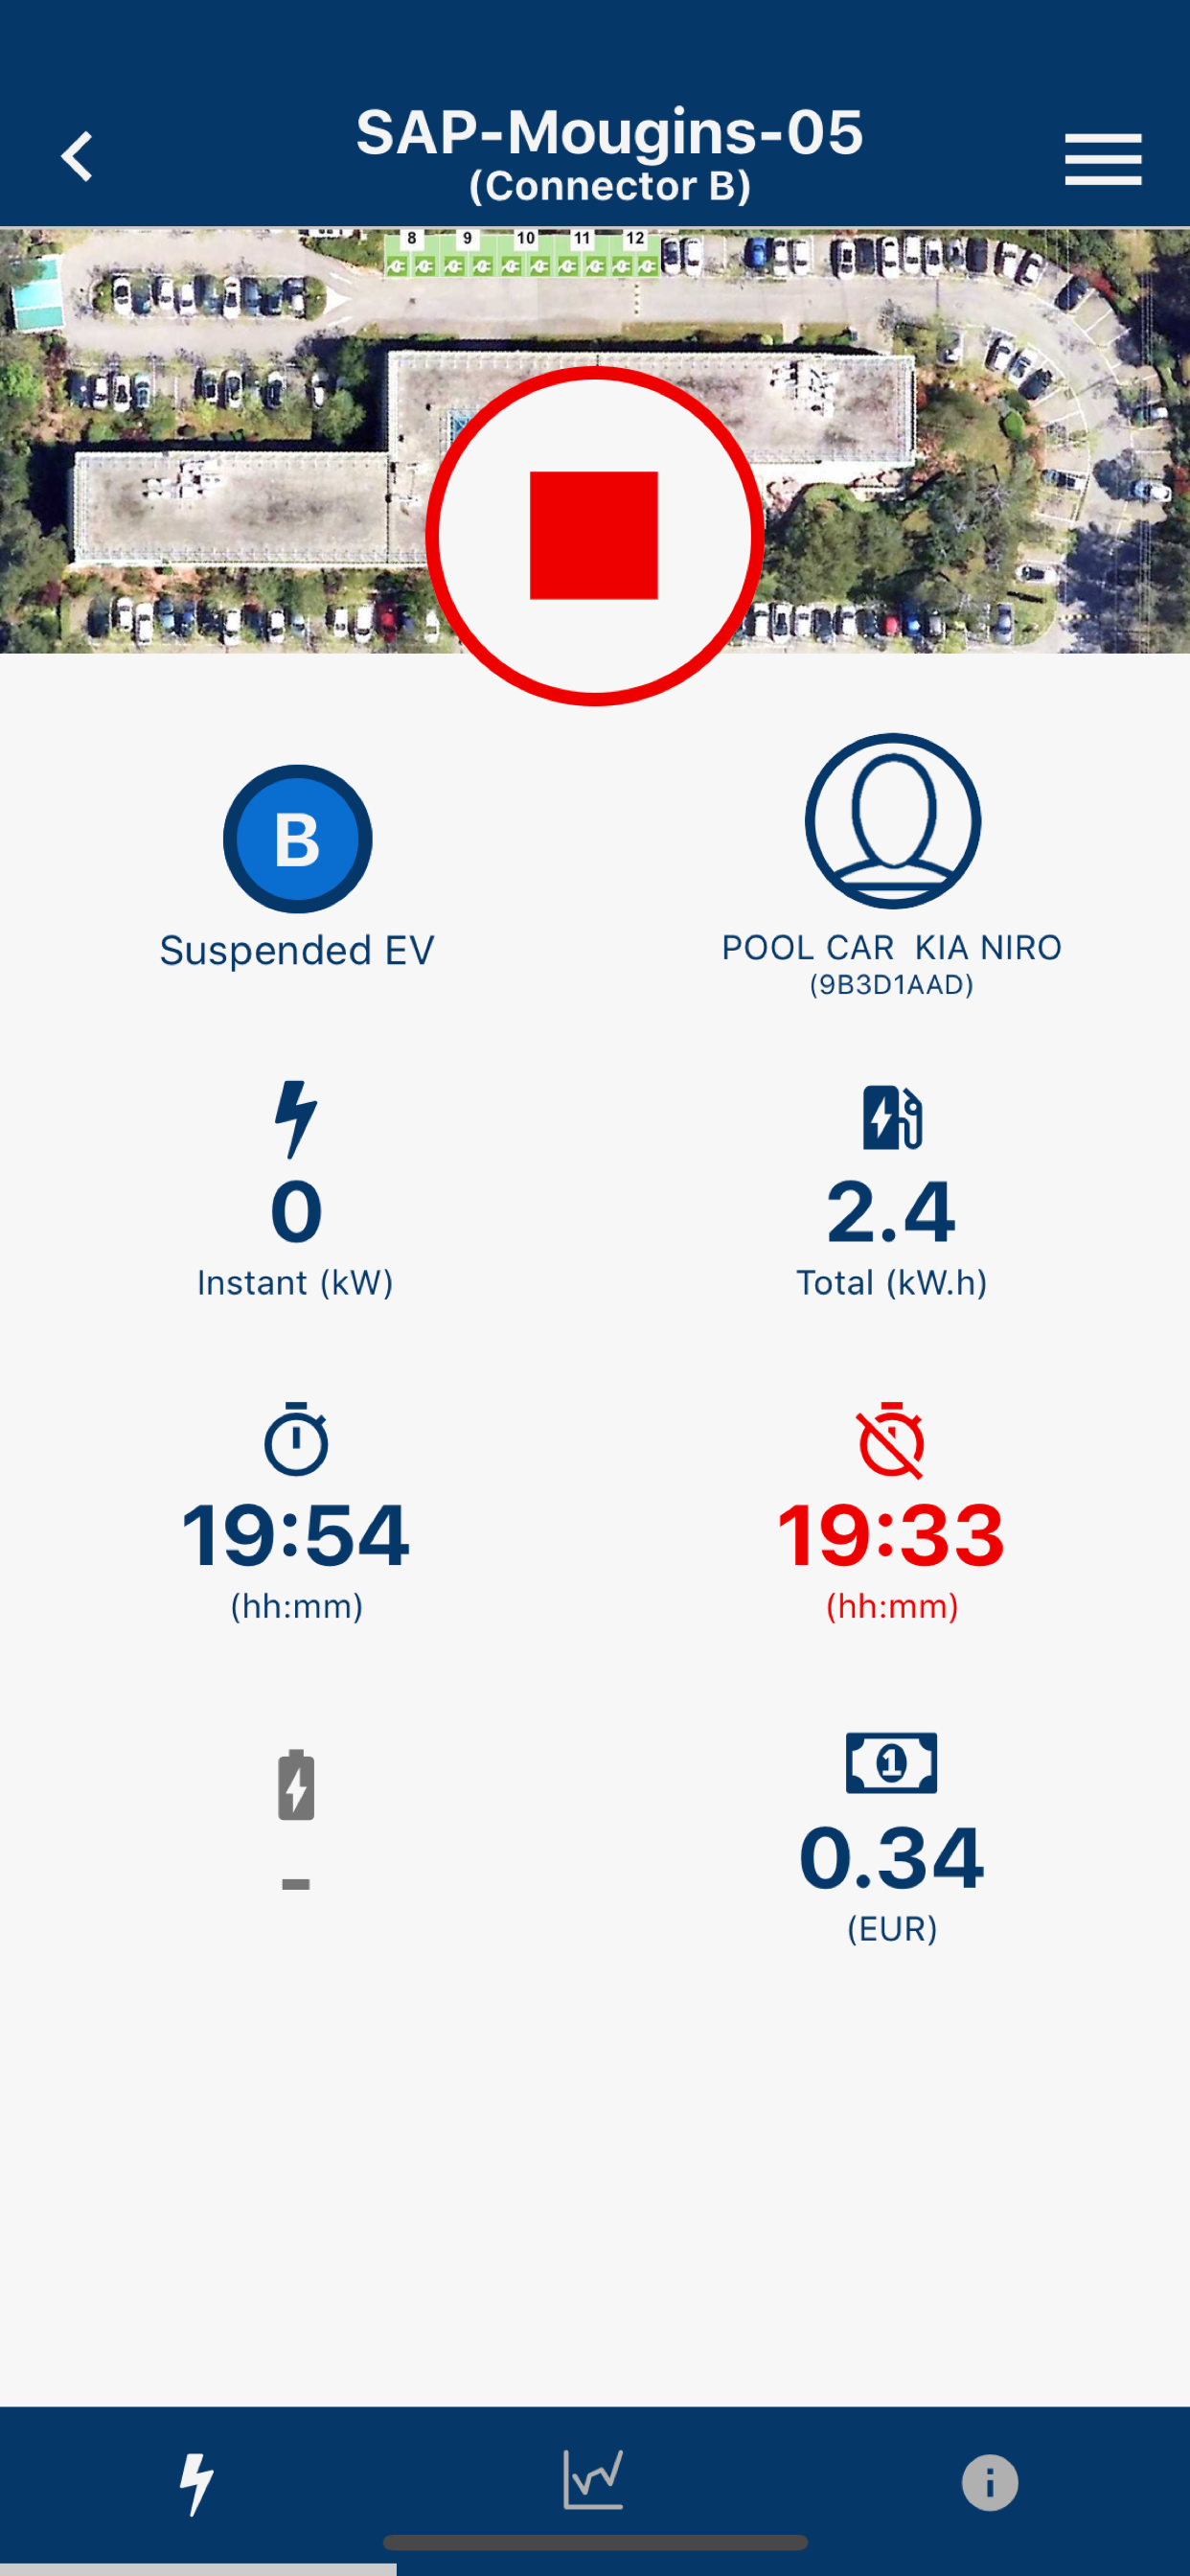 SAP-Mougins-05
(Connector B)
8 9 10 11 12
B
Suspended EV
POOL CAR  KIA NIRO
(9B3D1AAD)
0
Instant (kW)
2.4
Total (kW.h)
19:54
(hh:mm)
19:33
(hh:mm)
-
1
0.34
(EUR)